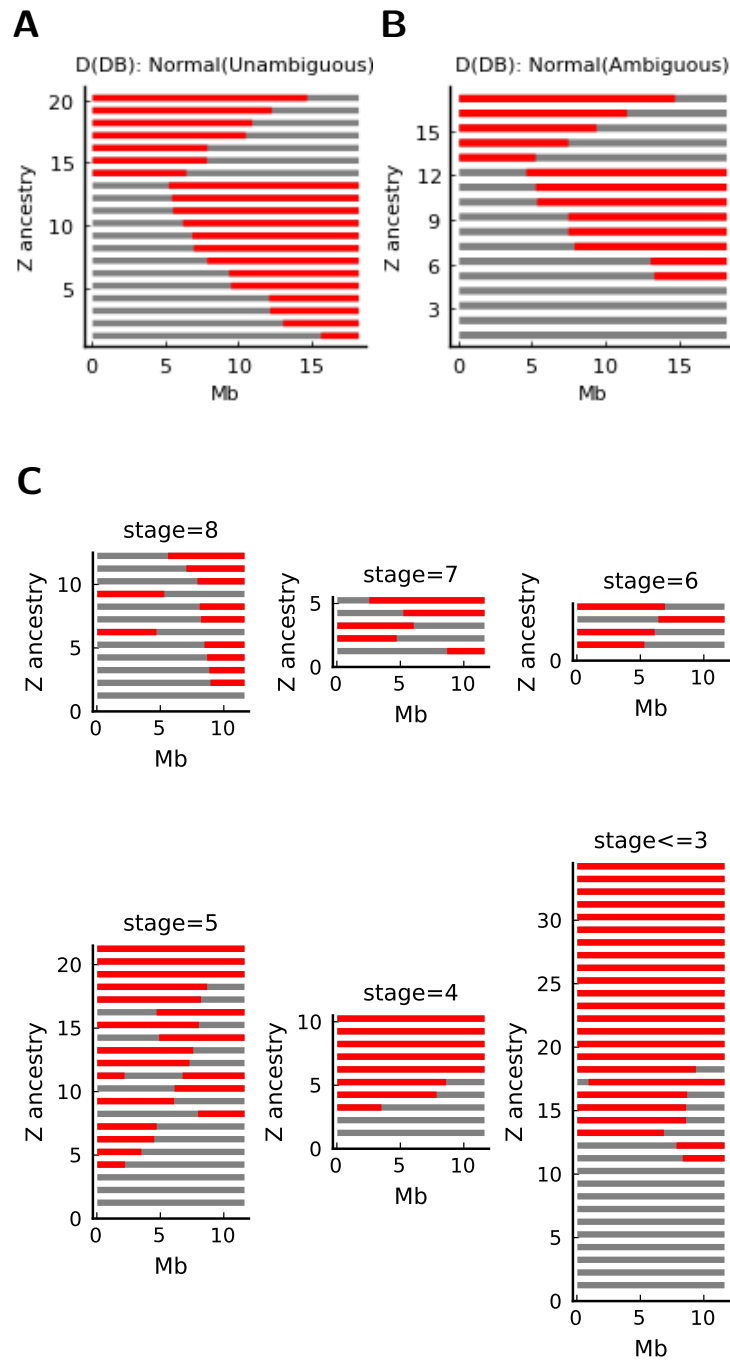 A
B
D(DB): Normal(Unambiguous)
D(DB): Normal(Ambiguous)
Z ancestry
20
15
10
5
0 5 10 15
Mb
Z ancestry
15
12
9
6
3
0 5 10 15
Mb
C
stage=8
Z ancestry
10
5
0
0 5 10
Mb
stage=7
Z ancestry
5
0
0 5 10
Mb
stage=6
Z ancestry
0
0 5 10
Mb
stage=5
Z ancestry
20
15
10
5
0
0 5 10
Mb
stage=4
Z ancestry
10
5
0
0 5 10
Mb
stage<=3
Z ancestry
30
25
20
15
10
5
0
0 5 10
Mb